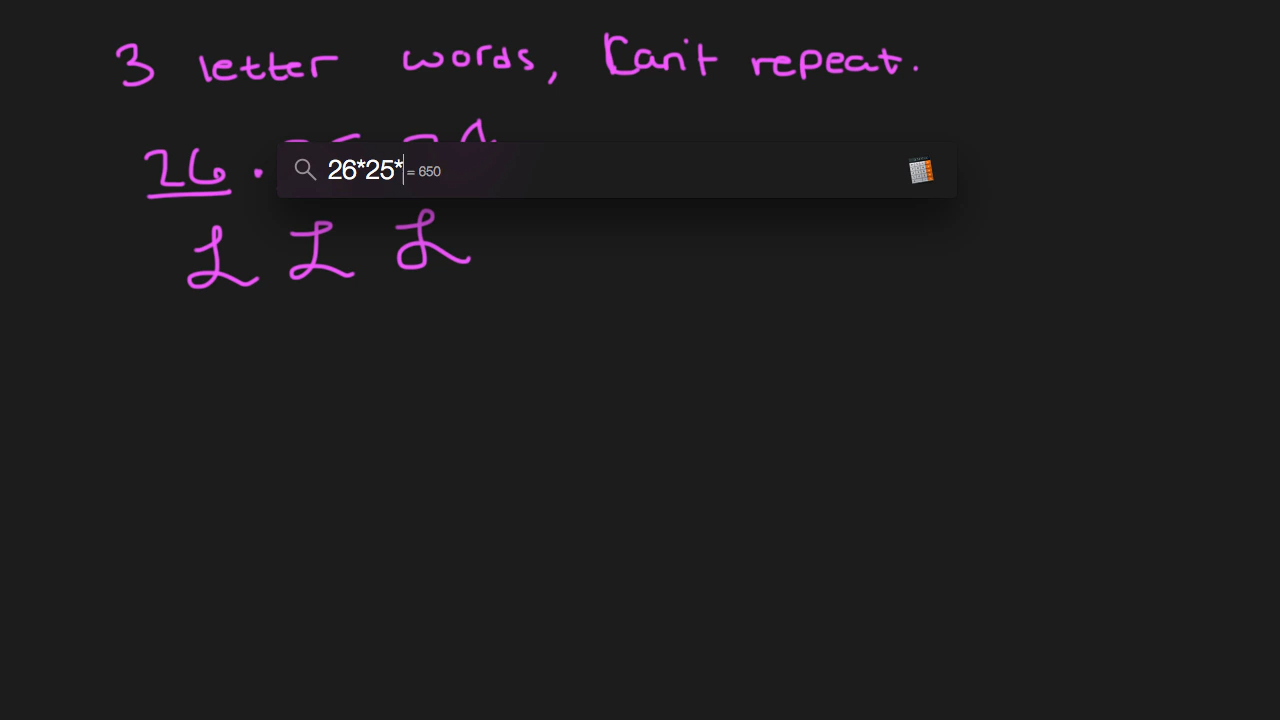 3 letter words, Can't repeat.
26 .
26*25* = 650
L L L